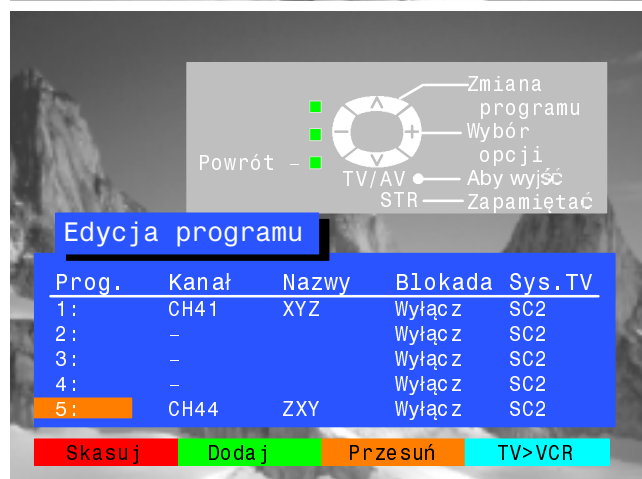 Zmiana
programu
Wybór
opcji
Powrót –
TV/AV Aby wyjść
STR Zapamiętać
Edycja programu
Prog. Kanał Nazwy Blokada Sys.TV
1: CH41 XYZ Wyłącz SC2
2: – Wyłącz SC2
3: – Wyłącz SC2
4: – Wyłącz SC2
5: CH44 ZXY Wyłącz SC2
Skasuj Dodaj Przesuń TV>VCR